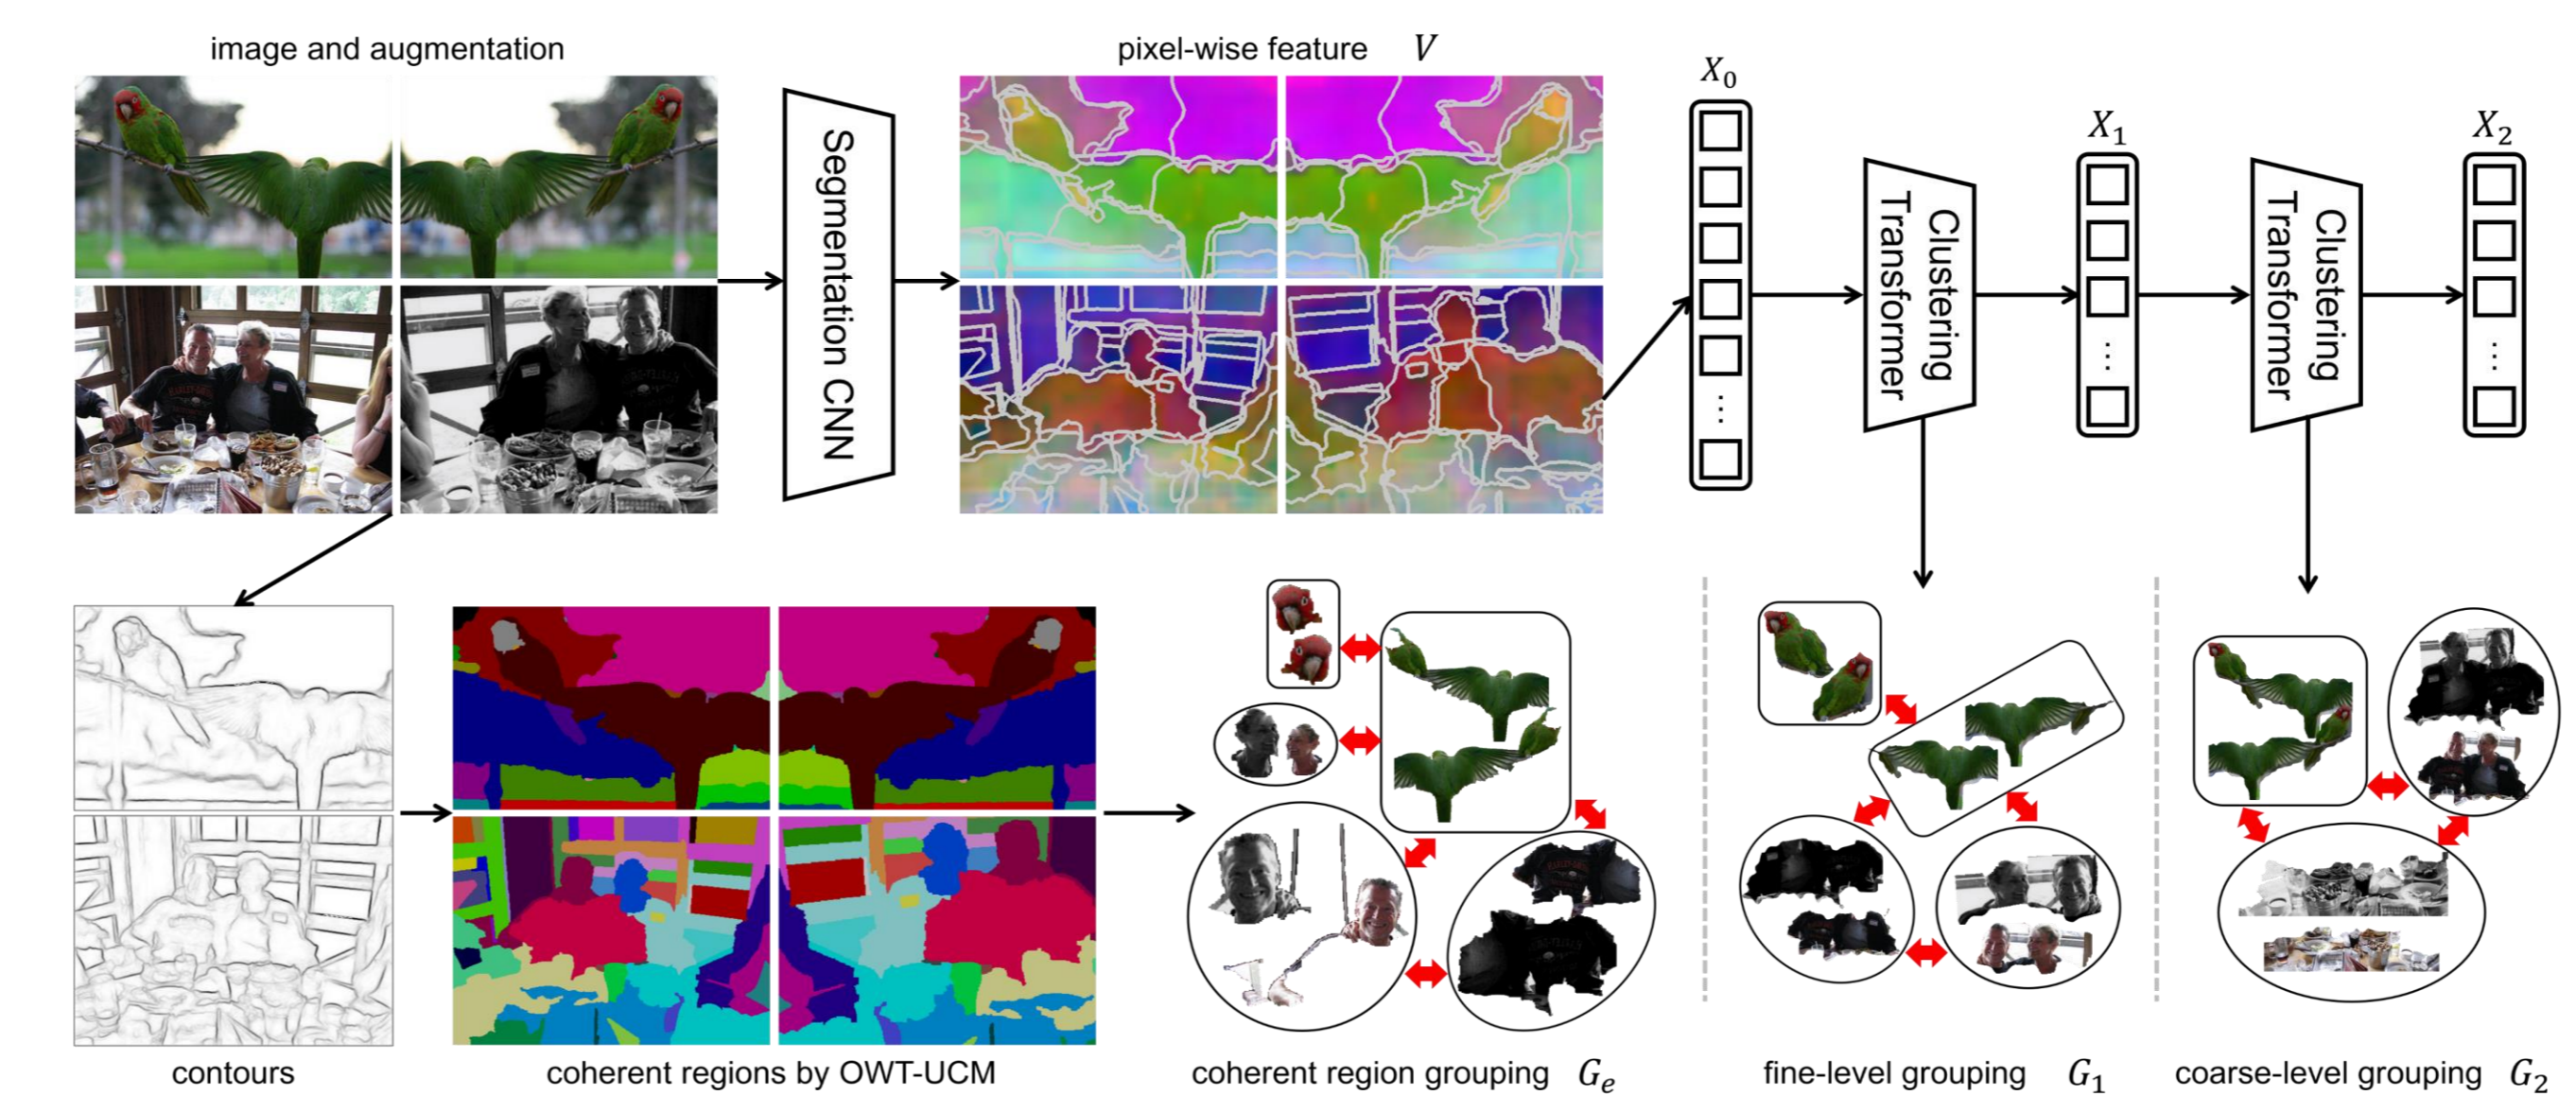 image and augmentation
pixel-wise feature V
X₀
X₁
X₂
Segmentation CNN
Clustering
Transformer
Clustering
Transformer
...
...
...
contours
coherent regions by OWT-UCM
coherent region grouping Gₑ
fine-level grouping G₁
coarse-level grouping G₂